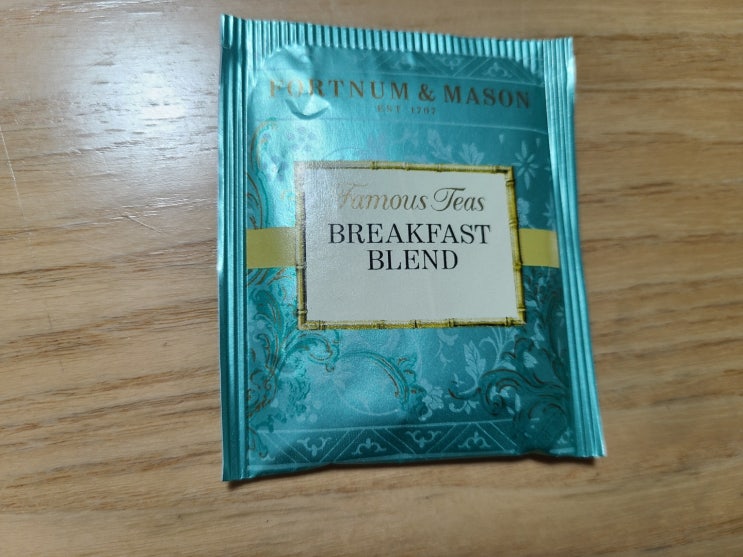 FORTNUM & MASON
EST 1707
Famous Teas
BREAKFAST
BLEND